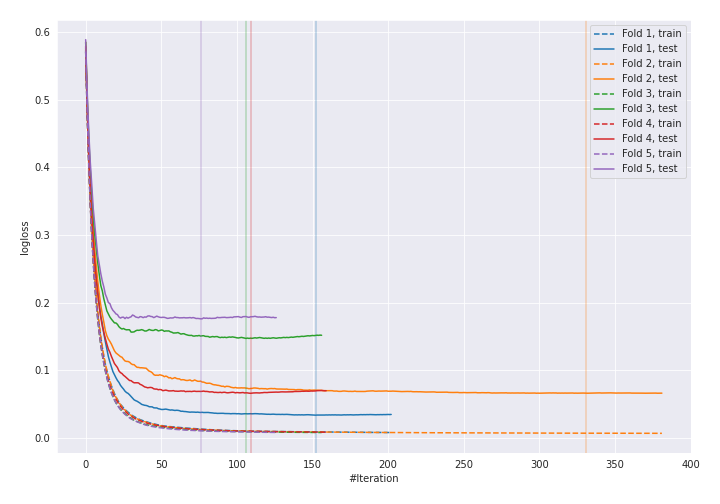 0.6
0.5
0.4
0.3
0.2
0.1
0.0
logloss
0 50 100 150 200 250 300 350 400
#Iteration
Fold 1, train
Fold 1, test
Fold 2, train
Fold 2, test
Fold 3, train
Fold 3, test
Fold 4, train
Fold 4, test
Fold 5, train
Fold 5, test